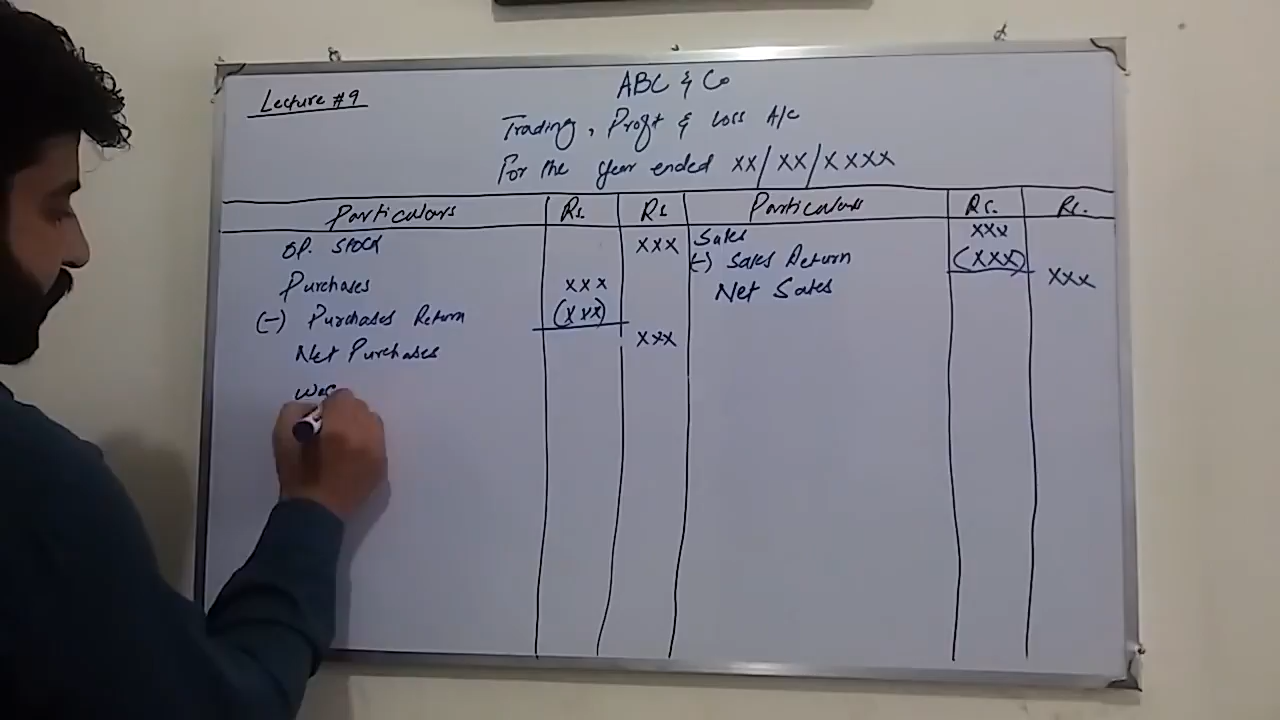 Lecture #9
ABC & Co
Trading, Profit & Loss A/c
For the year ended XX/XX/XXXX
Particulars Rs. Rs Particulars Rs. Rs.
OP. Stock XXX Sales XXX
(-) Sales Return (XXX) XXX
Purchases XXX Net Sales
(-) Purchases Return (XXX)
Net Purchases XXX